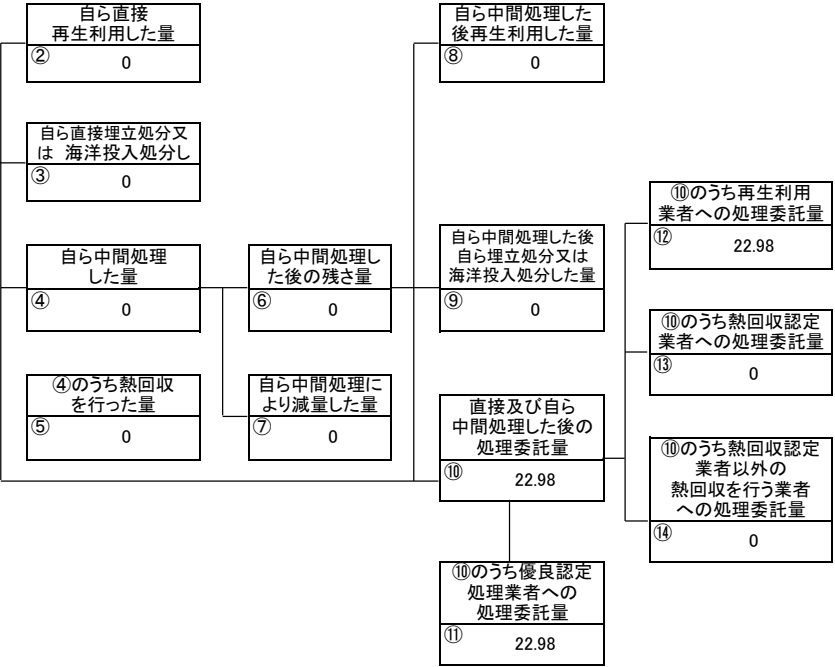 自ら直接
再生利用した量
②
0
自ら直接埋立処分又
は 海洋投入処分し
③
0
自ら中間処理
した量
④
0
④のうち熱回収
を行った量
⑤
0
自ら中間処理し
た後の残さ量
⑥
0
自ら中間処理に
より減量した量
⑦
0
自ら中間処理した
後再生利用した量
⑧
0
自ら中間処理した後
自ら埋立処分又は
海洋投入処分した量
⑨
0
直接及び自ら
中間処理した後の
処理委託量
⑩
22.98
⑩のうち優良認定
処理業者への
処理委託量
⑪
22.98
⑩のうち再生利用
業者への処理委託量
⑫
22.98
⑩のうち熱回収認定
業者への処理委託量
⑬
0
⑩のうち熱回収認定
業者以外の
熱回収を行う業者
への処理委託量
⑭
0